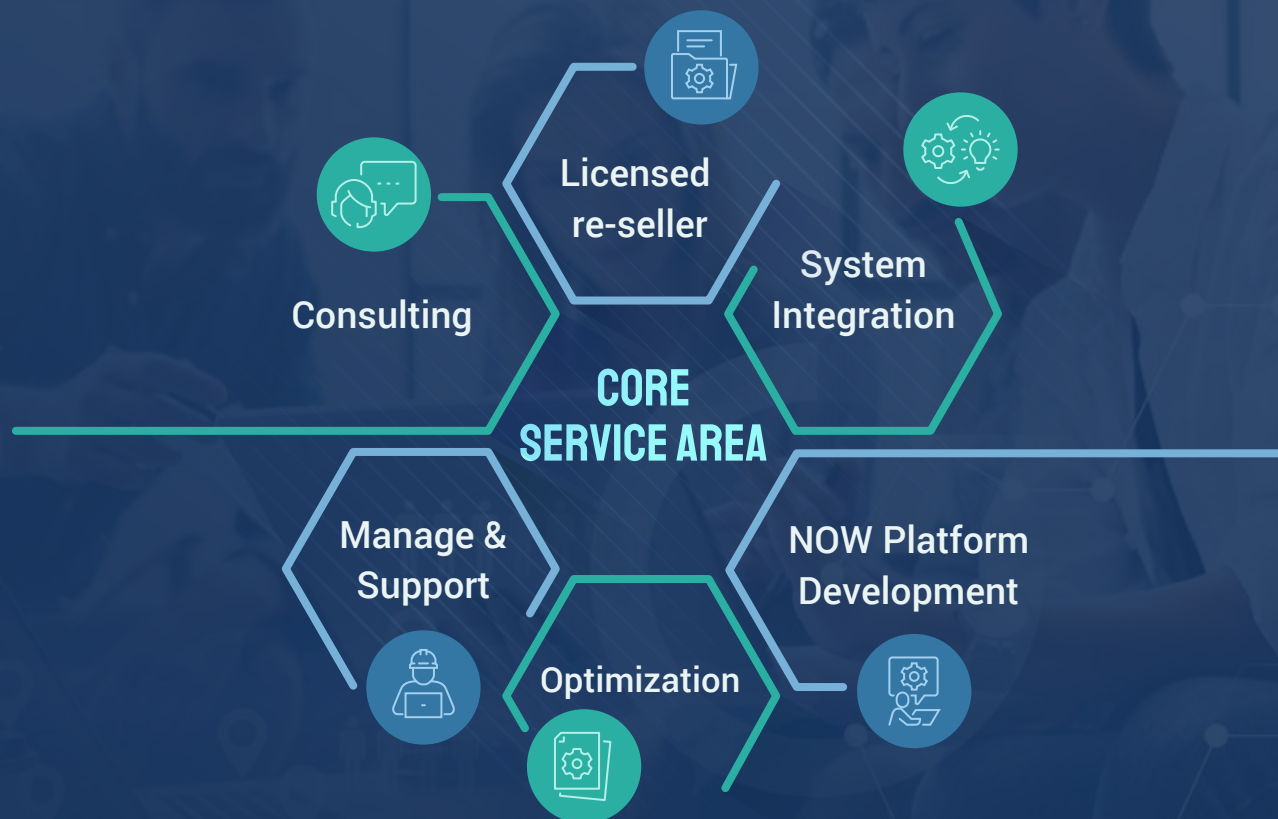 Licensed
re-seller
System
Integration
Consulting
CORE
SERVICE AREA
Manage &
Support
NOW Platform
Development
Optimization